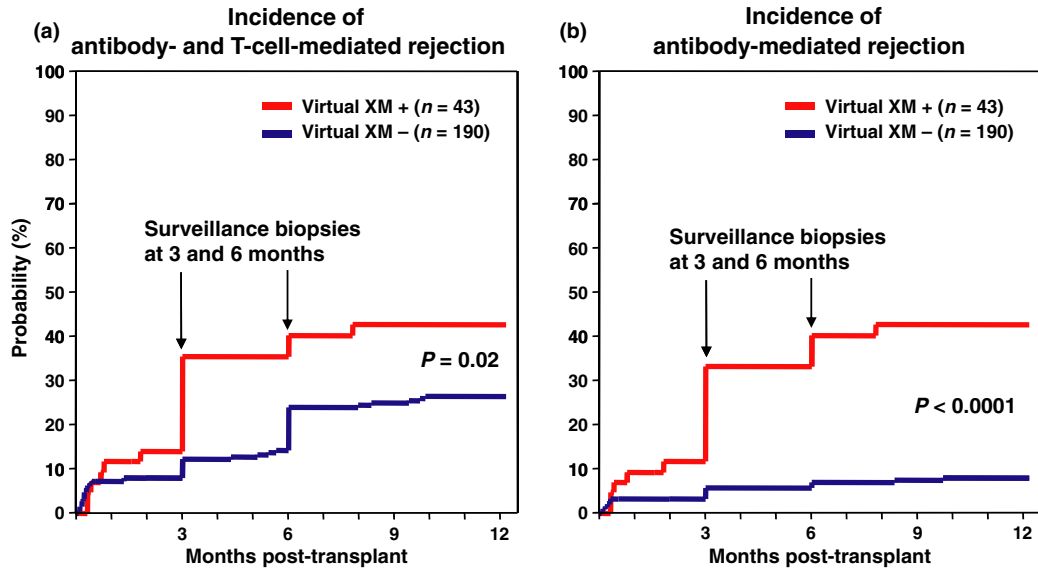 (a)
Incidence of
antibody- and T-cell-mediated rejection
Probability (%)
100
90
80
70
60
50
40
30
20
10
0
Virtual XM + (n = 43)
Virtual XM – (n = 190)
Surveillance biopsies
at 3 and 6 months
P = 0.02
3
6
9
12
Months post-transplant
(b)
Incidence of
antibody-mediated rejection
100
90
80
70
60
50
40
30
20
10
0
Virtual XM + (n = 43)
Virtual XM – (n = 190)
Surveillance biopsies
at 3 and 6 months
P < 0.0001
3
6
9
12
Months post-transplant